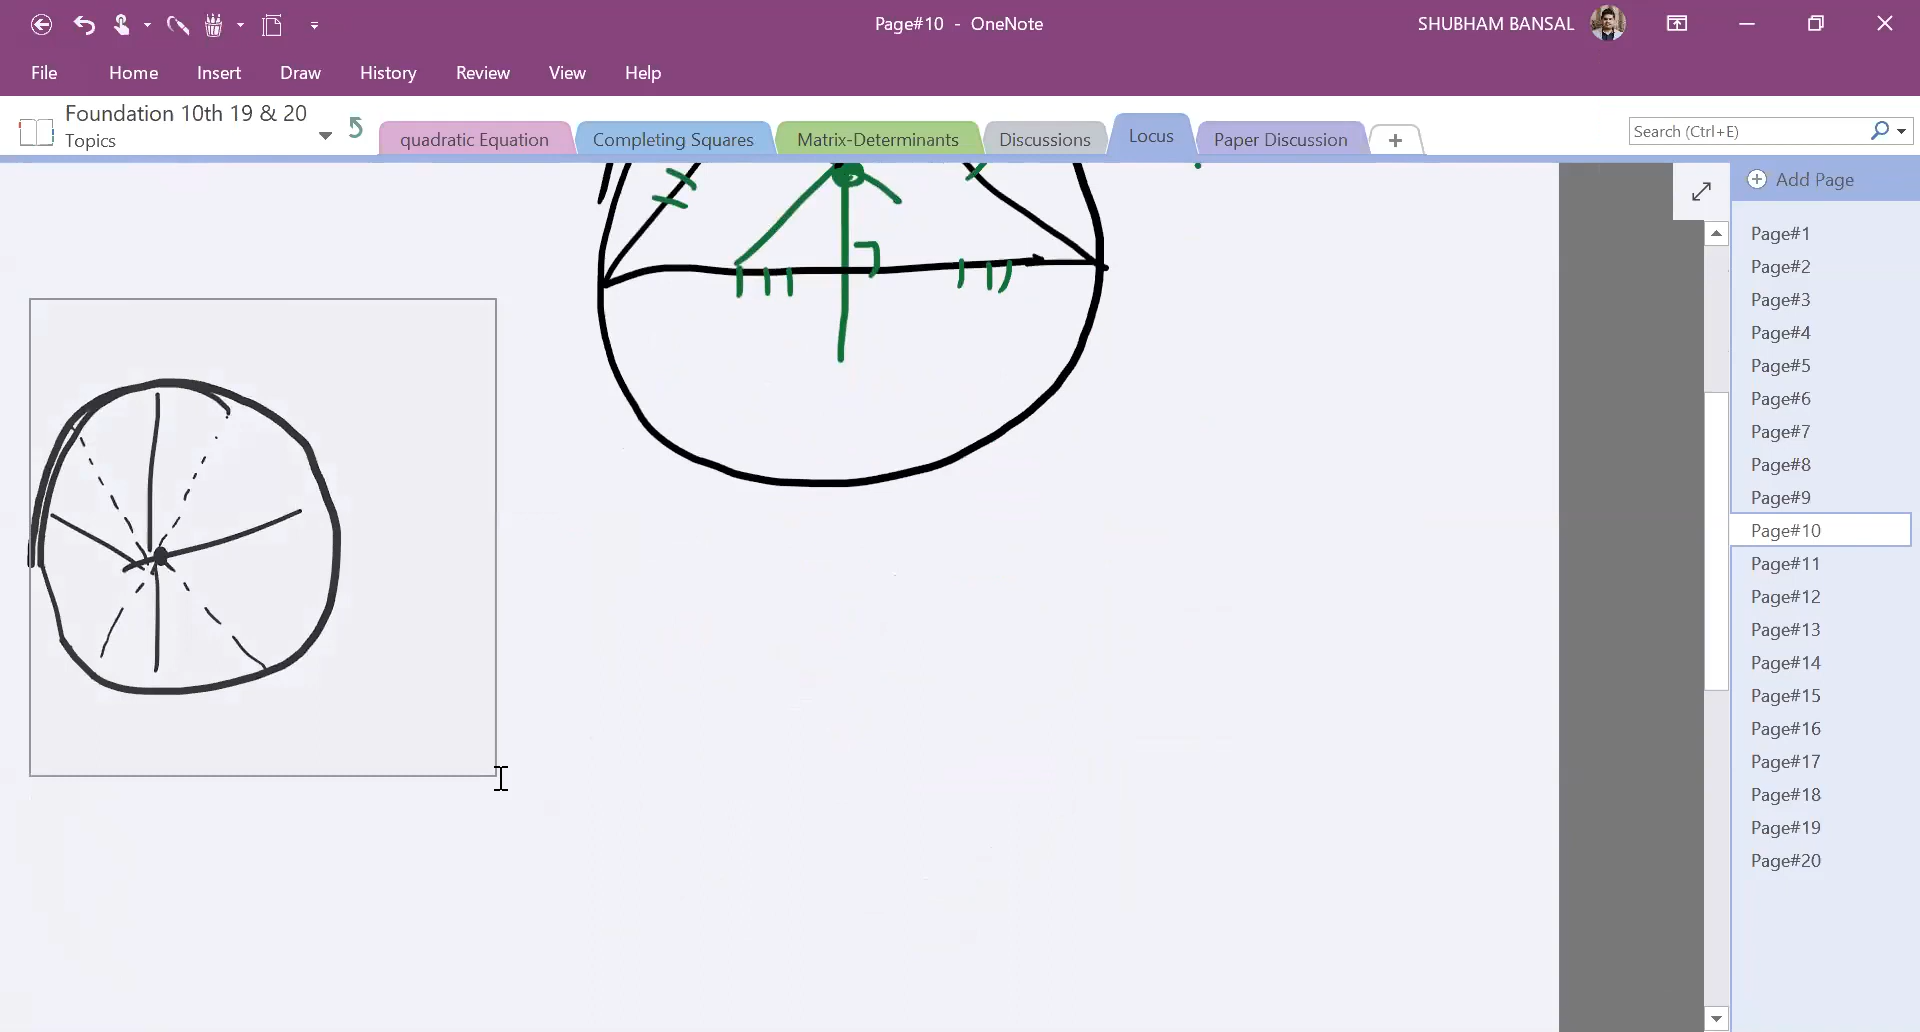 Page#10 - OneNote
SHUBHAM BANSAL
File Home Insert Draw History Review View Help
Foundation 10th 19 & 20
Topics
quadratic Equation
Completing Squares
Matrix-Determinants
Discussions
Locus
Paper Discussion
Search (Ctrl+E)
Add Page
Page#1
Page#2
Page#3
Page#4
Page#5
Page#6
Page#7
Page#8
Page#9
Page#10
Page#11
Page#12
Page#13
Page#14
Page#15
Page#16
Page#17
Page#18
Page#19
Page#20